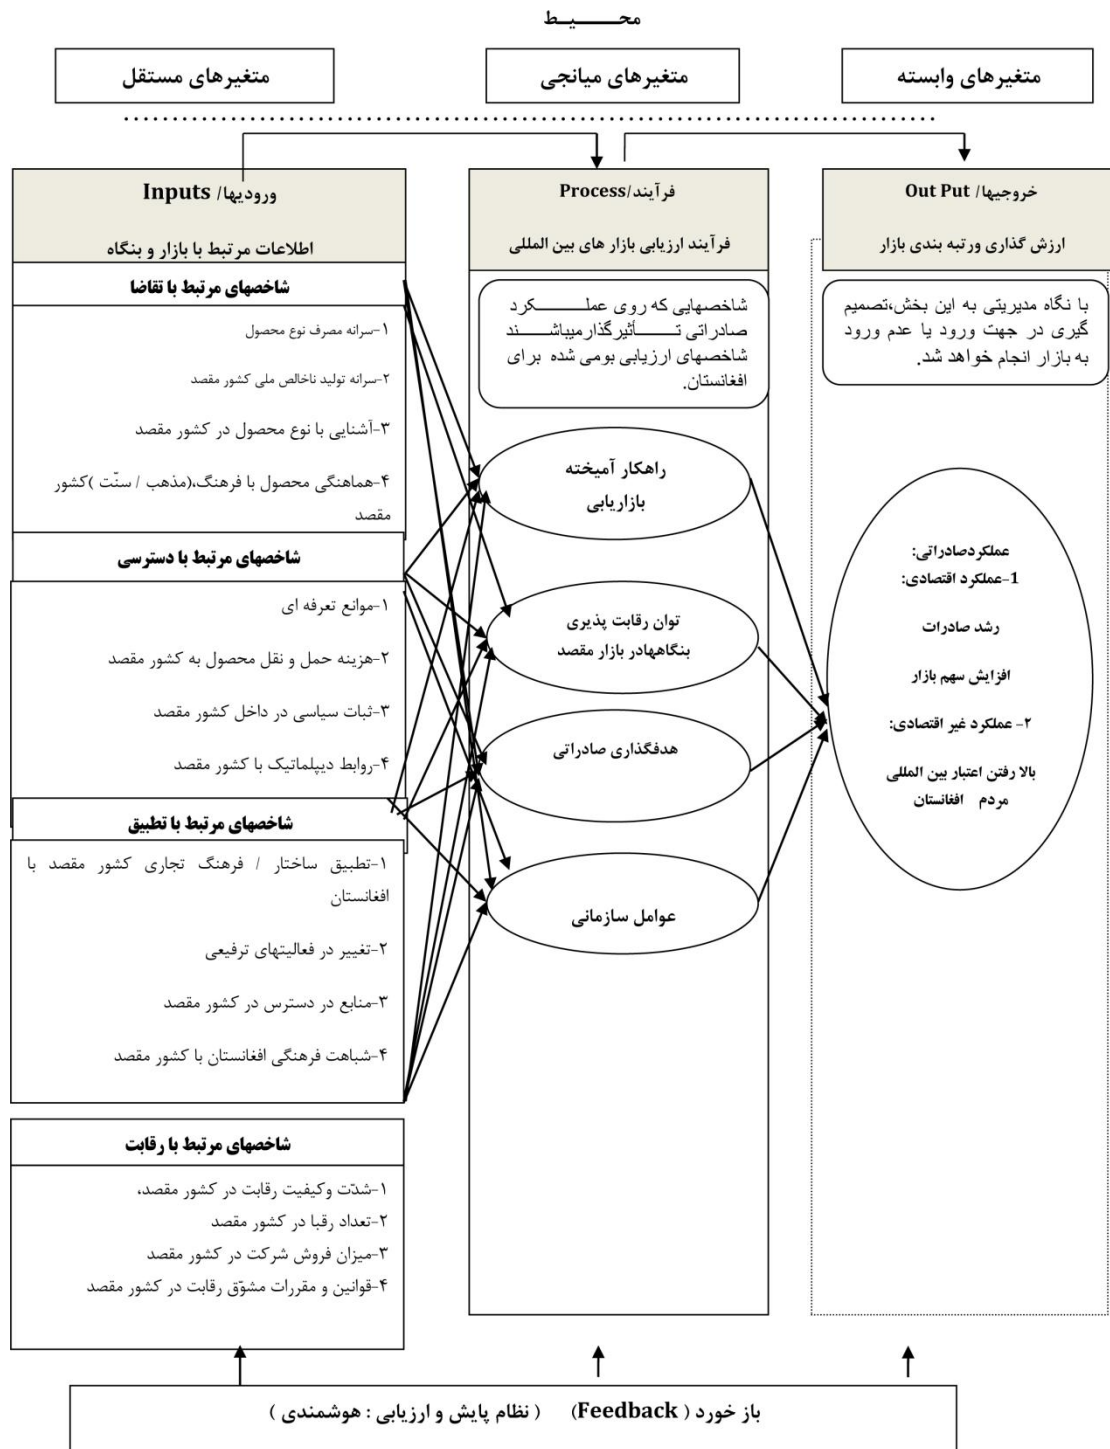 محـــــــیــط
متغیرهای مستقل
متغیرهای میانجی
متغیرهای وابسته
ورودیها/ Inputs
اطلاعات مرتبط با بازار و بنگاه
شاخصهای مرتبط با تقاضا
۱-سرانه مصرف نوع محصول
۲-سرانه تولید ناخالص ملی کشور مقصد
۳-آشنایی با نوع محصول در کشور مقصد
۴-هماهنگی محصول با فرهنگ،(مذهب / سنّت )کشور
مقصد
شاخصهای مرتبط با دسترسی
۱-موانع تعرفه ای
۲-هزینه حمل و نقل محصول به کشور مقصد
۳-ثبات سیاسی در داخل کشور مقصد
۴-روابط دیپلماتیک با کشور مقصد
شاخصهای مرتبط با تطبیق
۱-تطبیق ساختار / فرهنگ تجاری کشور مقصد با
افغانستان
۲-تغییر در فعالیتهای ترفیعی
۳-منابع در دسترس در کشور مقصد
۴-شباهت فرهنگی افغانستان با کشور مقصد
شاخصهای مرتبط با رقابت
۱-شدّت وکیفیت رقابت در کشور مقصد،
۲-تعداد رقبا در کشور مقصد
۳-میزان فروش شرکت در کشور مقصد
۴-قوانین و مقررات مشوّق رقابت در کشور مقصد
فرآیند/Process
فرآیند ارزیابی بازار های بین المللی
شاخصهایی که روی عملـــــــکرد
صادراتی تـــــأثیرگذارمیباشـــــند
شاخصهای ارزیابی بومی شده برای
افغانستان.
راهکار آمیخته
بازاریابی
توان رقابت پذیری
بنگاههادر بازار مقصد
هدفگذاری صادراتی
عوامل سازمانی
خروجیها/ Out Put
ارزش گذاری ورتبه بندی بازار
با نگاه مدیریتی به این بخش،تصمیم
گیری در جهت ورود یا عدم ورود
به بازار انجام خواهد شد.
عملکردصادراتی:
1-عملکرد اقتصادی:
رشد صادرات
افزایش سهم بازار
۲- عملکرد غیر اقتصادی:
بالا رفتن اعتبار بین المللی
مردم افغانستان
باز خورد ( Feedback) ( نظام پایش و ارزیابی : هوشمندی )